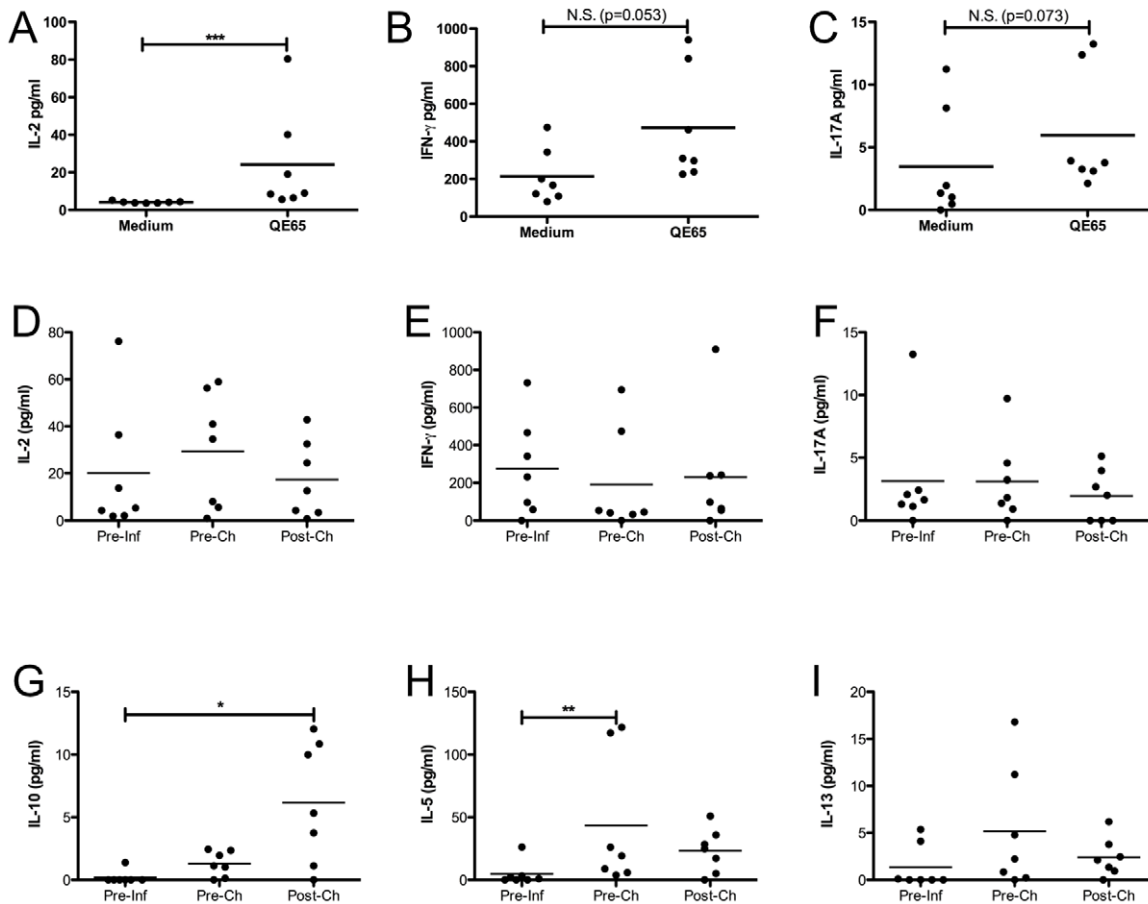 A
IL-2 pg/ml
100
80
60
40
20
0
***
Medium
QE65
B
IFN-γ pg/ml
1000
800
600
400
200
0
N.S. (p=0.053)
Medium
QE65
C
IL-17A pg/ml
15
10
5
0
N.S. (p=0.073)
Medium
QE65
D
IL-2 (pg/ml)
80
60
40
20
0
Pre-Inf
Pre-Ch
Post-Ch
E
IFN-γ (pg/ml)
1000
800
600
400
200
0
Pre-Inf
Pre-Ch
Post-Ch
F
IL-17A (pg/ml)
15
10
5
0
Pre-Inf
Pre-Ch
Post-Ch
G
IL-10 (pg/ml)
15
10
5
0
*
Pre-Inf
Pre-Ch
Post-Ch
H
IL-5 (pg/ml)
150
100
50
0
**
Pre-Inf
Pre-Ch
Post-Ch
I
IL-13 (pg/ml)
20
15
10
5
0
Pre-Inf
Pre-Ch
Post-Ch